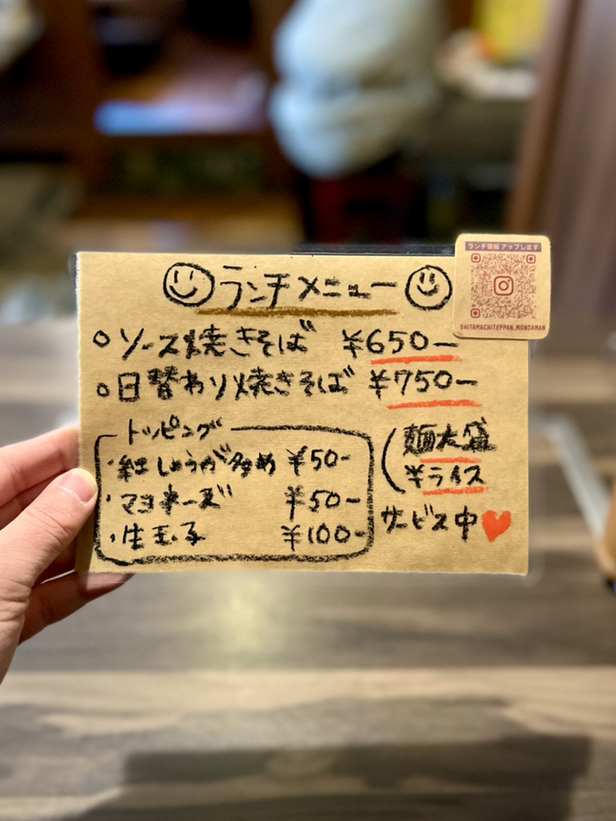 ランチメニュー
ソース焼きそば ¥650-
日替わり焼きそば ¥750-
トッピング
・紅しょうが多め ¥50-
・マヨネーズ ¥50-
・生玉子 ¥100-
麺大盛
半ライス
サービス中
ランチ情報 アップします
SHITAMACHITEPPAN_MONDAMAN